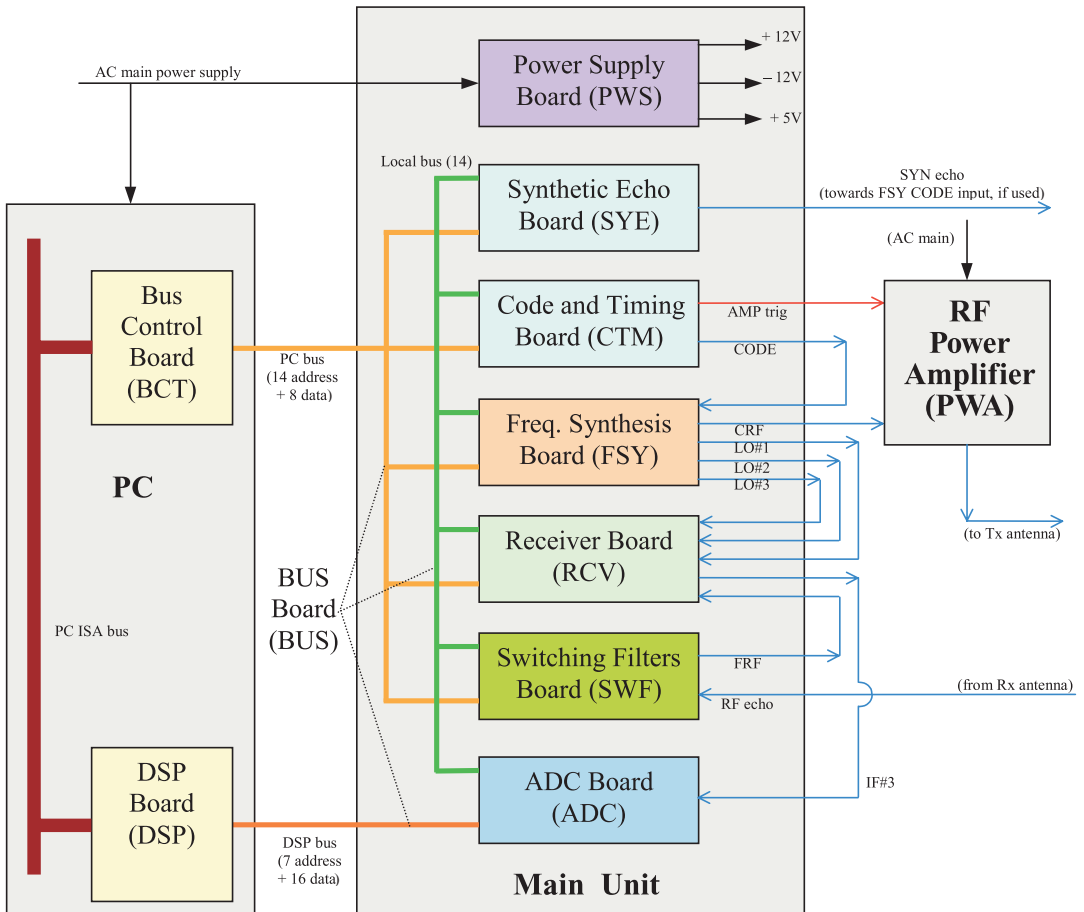 AC main power supply
Power Supply
Board (PWS)
+ 12V
– 12V
+ 5V
Local bus (14)
Synthetic Echo
Board (SYE)
SYN echo
(towards FSY CODE input, if used)
(AC main)
Bus
Control
Board
(BCT)
PC bus
(14 address
+ 8 data)
Code and Timing
Board (CTM)
AMP trig
CODE
RF
Power
Amplifier
(PWA)
Freq. Synthesis
Board (FSY)
CRF
LO#1
LO#2
LO#3
PC
(to Tx antenna)
Receiver Board
(RCV)
BUS
Board
(BUS)
PC ISA bus
Switching Filters
Board (SWF)
FRF
RF echo
(from Rx antenna)
DSP
Board
(DSP)
ADC Board
(ADC)
IF#3
DSP bus
(7 address
+ 16 data)
Main Unit